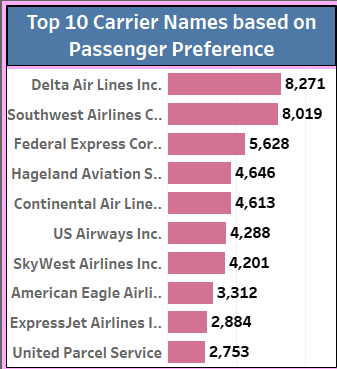 Top 10 Carrier Names based on
Passenger Preference
Delta Air Lines Inc. 8,271
Southwest Airlines C.. 8,019
Federal Express Cor.. 5,628
Hageland Aviation S.. 4,646
Continental Air Line.. 4,613
US Airways Inc. 4,288
SkyWest Airlines Inc. 4,201
American Eagle Airli.. 3,312
ExpressJet Airlines I.. 2,884
United Parcel Service 2,753